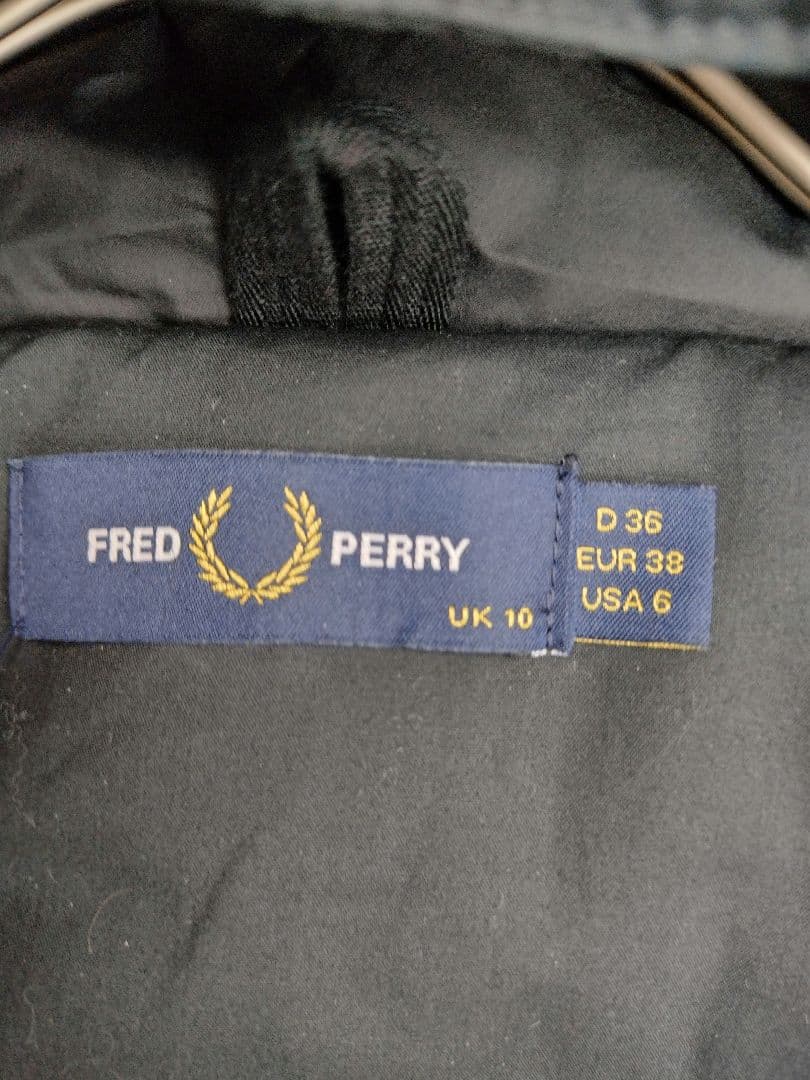 FRED PERRY
UK 10
D 36
EUR 38
USA 6